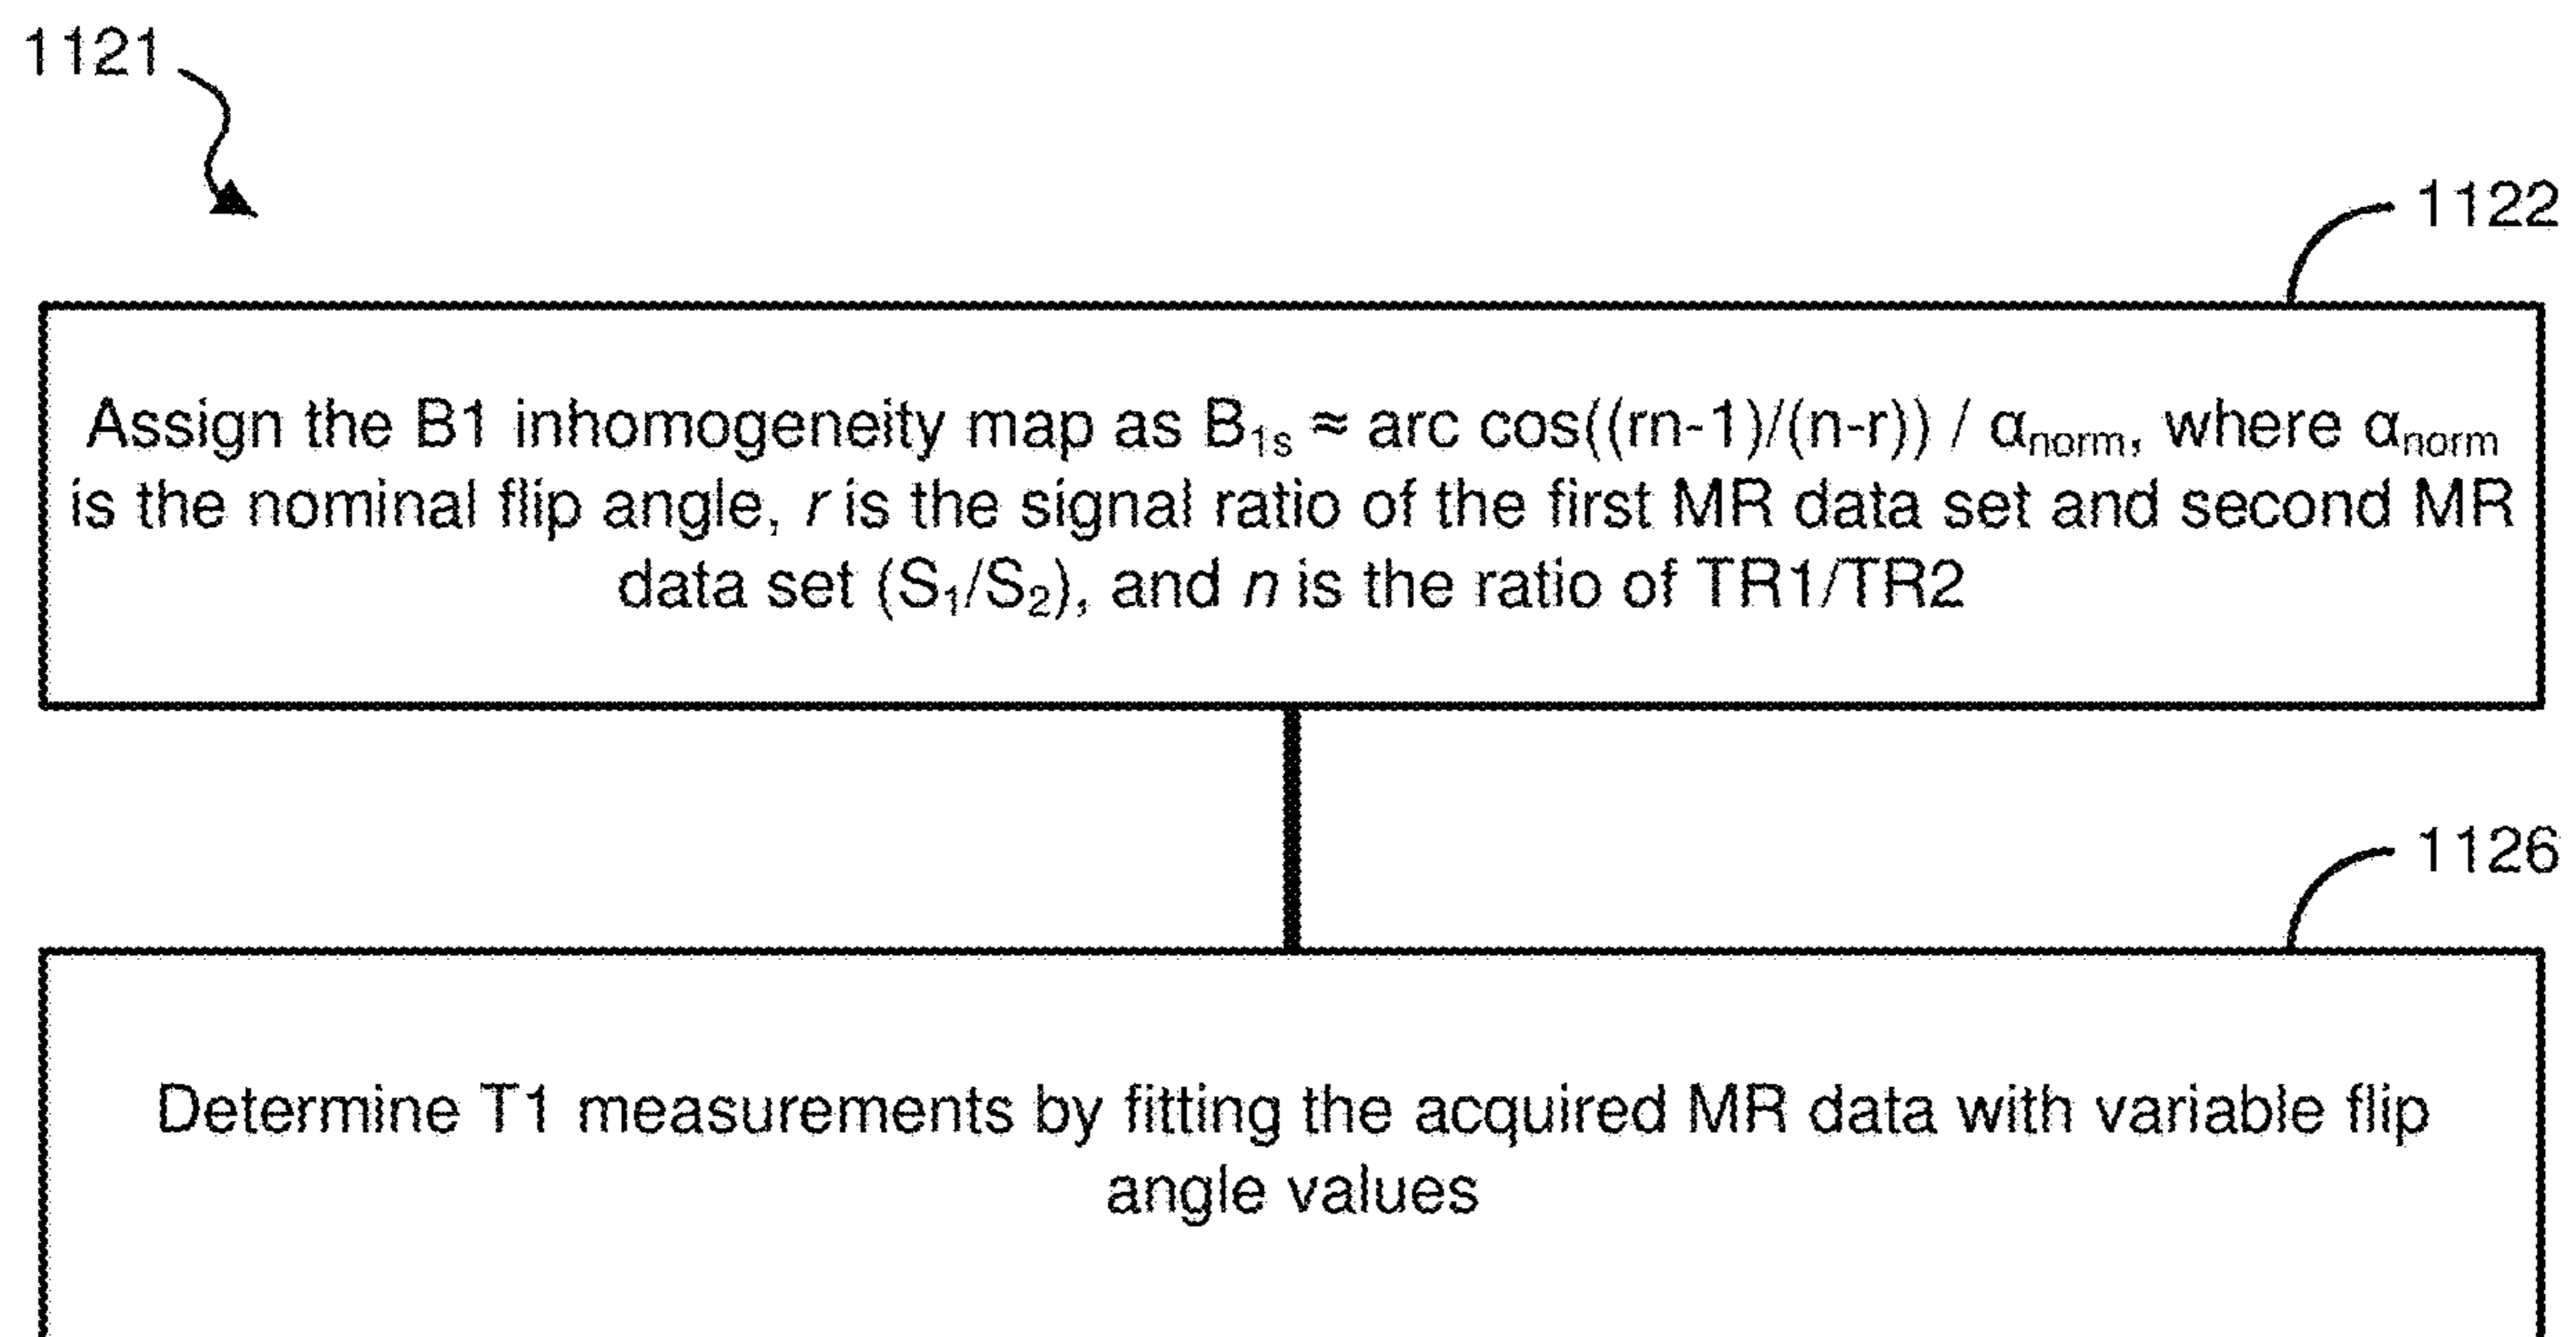 1121
1122
Assign the B1 inhomogeneity map as B₁ₛ ≈ arc cos((rn-1)/(n-r)) / αnorm, where αnorm
is the nominal flip angle, r is the signal ratio of the first MR data set and second MR
data set (S₁/S₂), and n is the ratio of TR1/TR2
1126
Determine T1 measurements by fitting the acquired MR data with variable flip
angle values